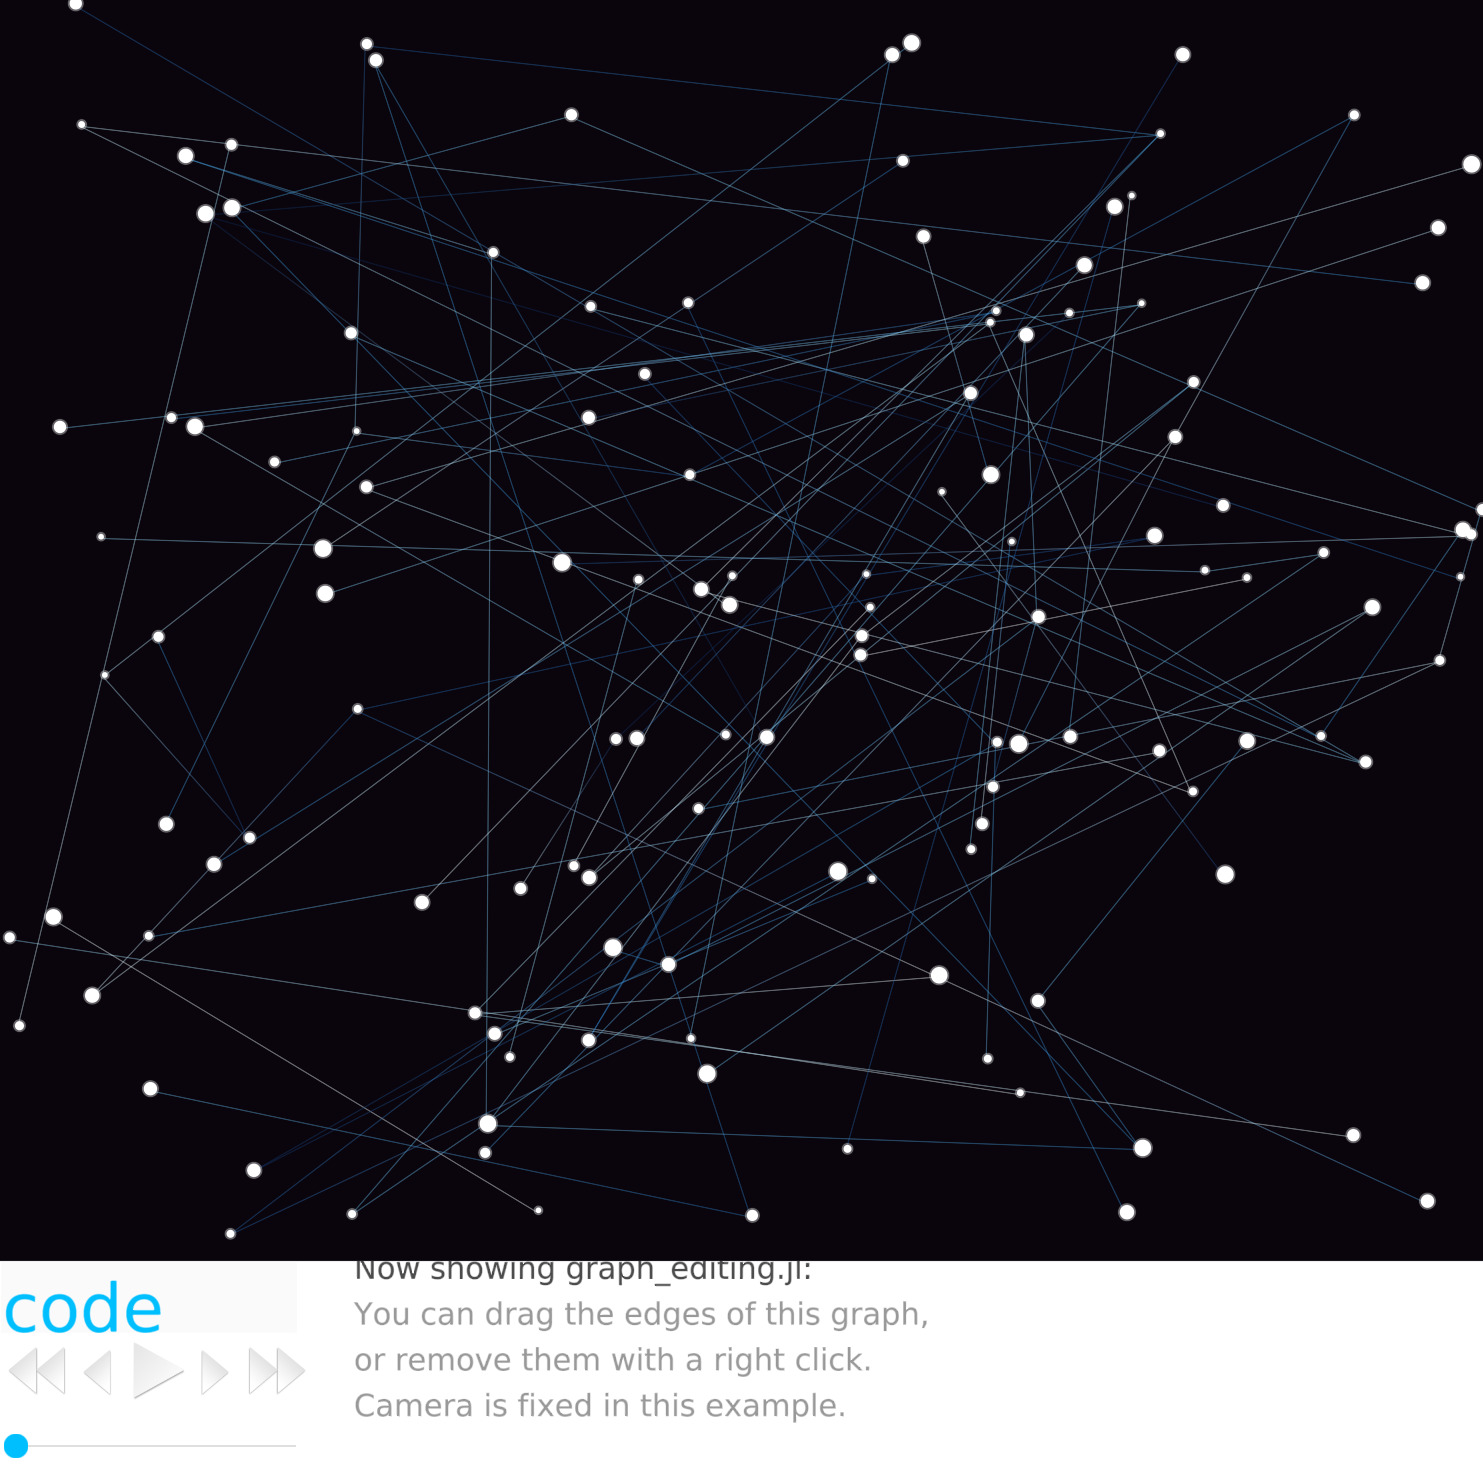 Now showing graph_editing.jl:
code
You can drag the edges of this graph,
or remove them with a right click.
Camera is fixed in this example.